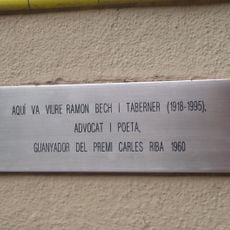 AQUÍ VA VIURE RAMON BECH I TABERNER (1918-1995),
ADVOCAT I POETA,
GUANYADOR DEL PREMI CARLES RIBA 1960